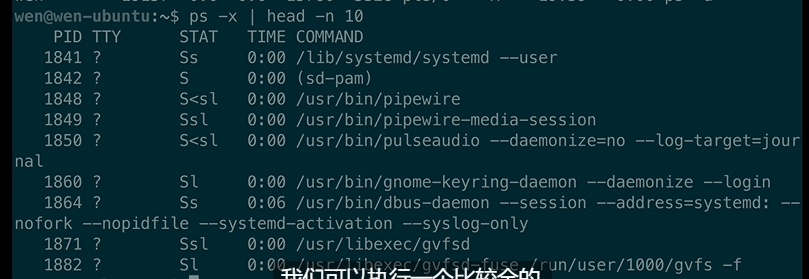 wen@wen-ubuntu:~$ ps -x | head -n 10
PID TTY STAT TIME COMMAND
1841 ? Ss 0:00 /lib/systemd/systemd --user
1842 ? S 0:00 (sd-pam)
1848 ? S<sl 0:00 /usr/bin/pipewire
1849 ? Ssl 0:00 /usr/bin/pipewire-media-session
1850 ? S<sl 0:00 /usr/bin/pulseaudio --daemonize=no --log-target=jour
nal
1860 ? Sl 0:00 /usr/bin/gnome-keyring-daemon --daemonize --login
1864 ? Ss 0:06 /usr/bin/dbus-daemon --session --address=systemd: --
nofork --nopidfile --systemd-activation --syslog-only
1871 ? Ssl 0:00 /usr/libexec/gvfsd
1882 ? Sl 0:00 /usr/libexec/gvfsd-fuse /run/user/1000/gvfs -f
我们可以执行一个比较全的